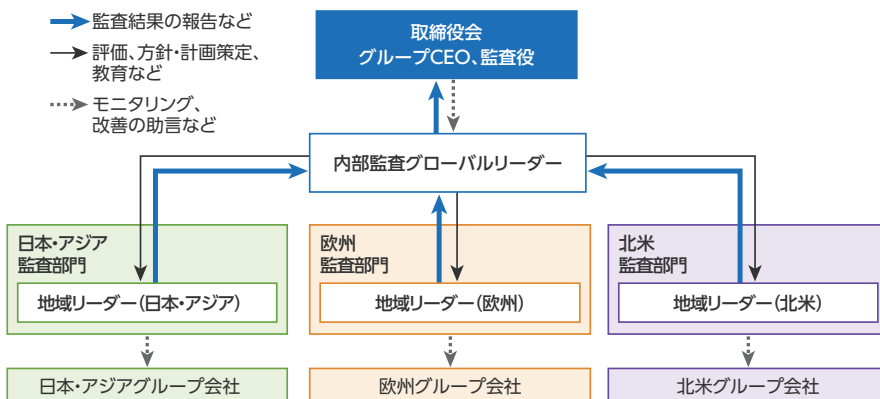 監査結果の報告など
評価、方針・計画策定、
教育など
モニタリング、
改善の助言など
取締役会
グループCEO、監査役
内部監査グローバルリーダー
日本・アジア
監査部門
地域リーダー(日本・アジア)
欧州
監査部門
地域リーダー(欧州)
北米
監査部門
地域リーダー(北米)
日本・アジアグループ会社
欧州グループ会社
北米グループ会社